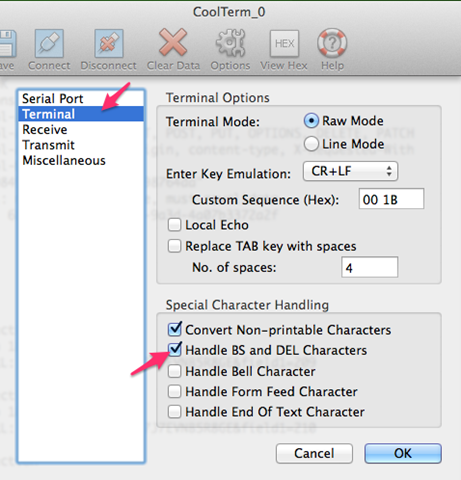 CoolTerm_0
ave Connect Disconnect Clear Data Options View Hex Help
HEX
Serial Port
Terminal
Receive
Transmit
Miscellaneous
Terminal Options
Terminal Mode: Raw Mode
Line Mode
Enter Key Emulation: CR+LF
Custom Sequence (Hex): 00 1B
Local Echo
Replace TAB key with spaces
No. of spaces: 4
Special Character Handling
Convert Non-printable Characters
Handle BS and DEL Characters
Handle Bell Character
Handle Form Feed Character
Handle End Of Text Character
Cancel OK